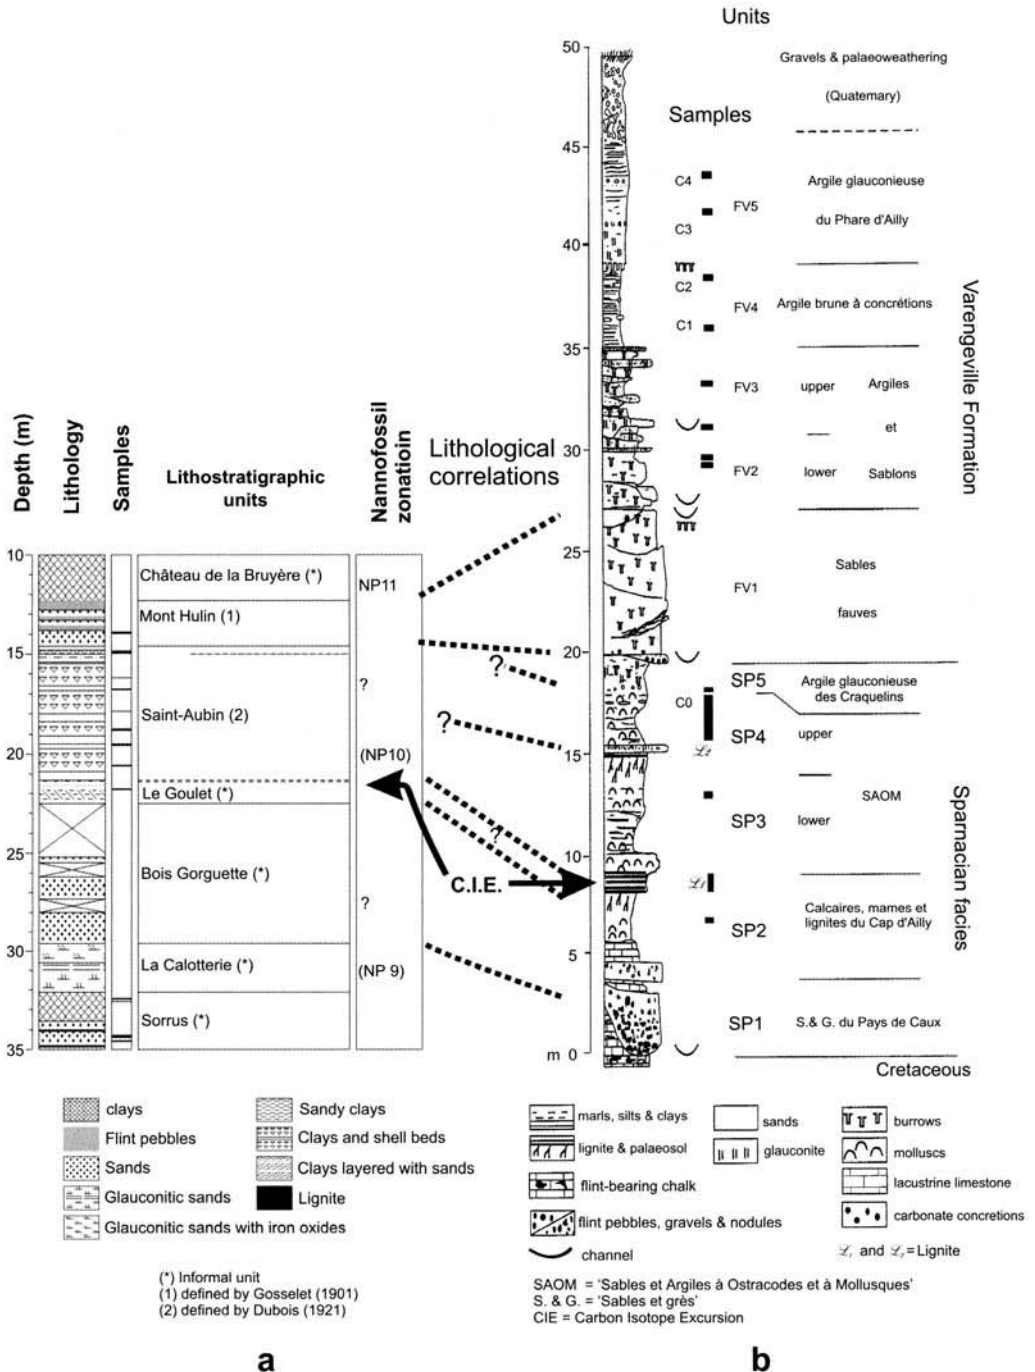 Units
50
Gravels & palaeoweathering
(Quatemary)
Samples
45
C4
Argile glauconieuse
FV5
du Phare d'Ailly
C3
40
C2
FV4
Argile brune à concrétions
C1
35
FV3
upper
Argiles
et
30
FV2
lower
Sablons
Varengeville Formation
25
Sables
FV1
fauves
20
SP5
Argile glauconieuse
des Craquelins
C0
SP4
upper
15
ℒ2
SAOM
SP3
lower
10
ℒ1
Calcaires, mames et
lignites du Cap d'Ailly
SP2
5
SP1
S.& G. du Pays de Caux
m 0
Cretaceous
Sparnacian facies
Depth (m)
Lithology
Samples
Lithostratigraphic
units
Nannofossil
zonatioin
Lithological
correlations
10
Château de la Bruyère (*)
NP11
Mont Hulin (1)
15
?
?
Saint-Aubin (2)
?
(NP10)
20
Le Goulet (*)
?
25
Bois Gorguette (*)
C.I.E.
?
30
La Calotterie (*)
(NP 9)
Sorrus (*)
35
clays
Flint pebbles
Sands
Glauconitic sands
Glauconitic sands with iron oxides
Sandy clays
Clays and shell beds
Clays layered with sands
Lignite
(*) Informal unit
(1) defined by Gosselet (1901)
(2) defined by Dubois (1921)
a
marls, silts & clays
lignite & palaeosol
flint-bearing chalk
flint pebbles, gravels & nodules
channel
sands
glauconite
burrows
molluscs
lacustrine limestone
carbonate concretions
ℒ1 and ℒ2 = Lignite
SAOM = 'Sables et Argiles à Ostracodes et à Mollusques'
S. & G. = 'Sables et grès'
CIE = Carbon Isotope Excursion
b